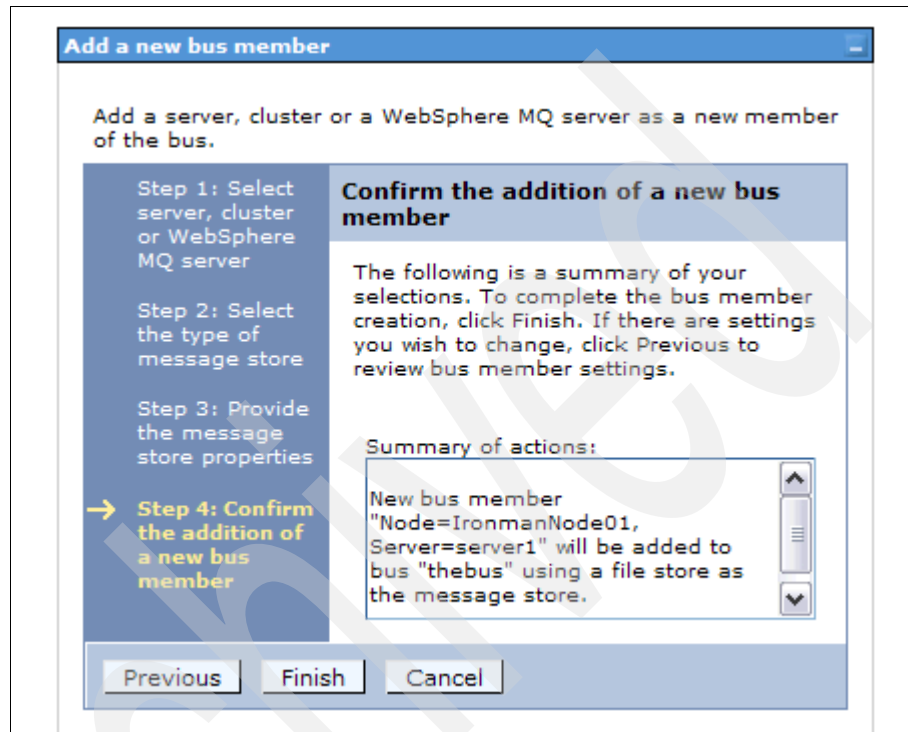 Add a new bus member
Add a server, cluster or a WebSphere MQ server as a new member
of the bus.
Step 1: Select
server, cluster
or WebSphere
MQ server
Step 2: Select
the type of
message store
Step 3: Provide
the message
store properties
Step 4: Confirm
the addition of
a new bus
member
Confirm the addition of a new bus
member
The following is a summary of your
selections. To complete the bus member
creation, click Finish. If there are settings
you wish to change, click Previous to
review bus member settings.
Summary of actions:
New bus member
"Node=IronmanNode01,
Server=server1" will be added to
bus "thebus" using a file store as
the message store.
Previous Finish Cancel